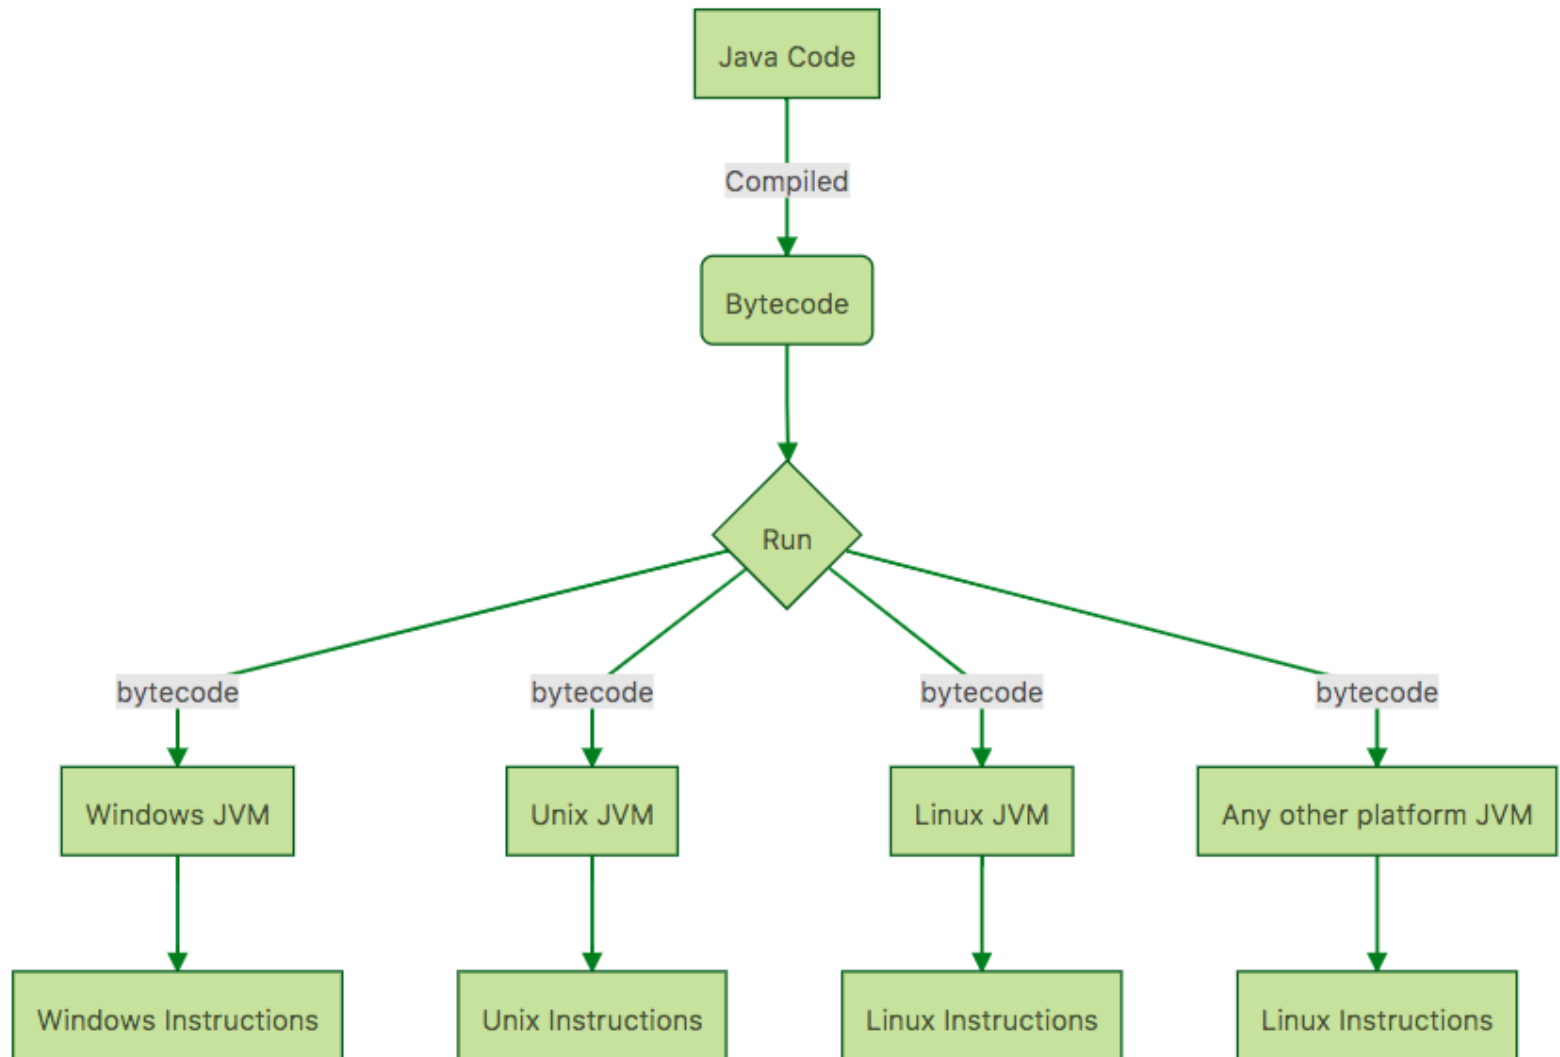 Java Code
Compiled
Bytecode
Run
bytecode
bytecode
bytecode
bytecode
Windows JVM
Unix JVM
Linux JVM
Any other platform JVM
Windows Instructions
Unix Instructions
Linux Instructions
Linux Instructions